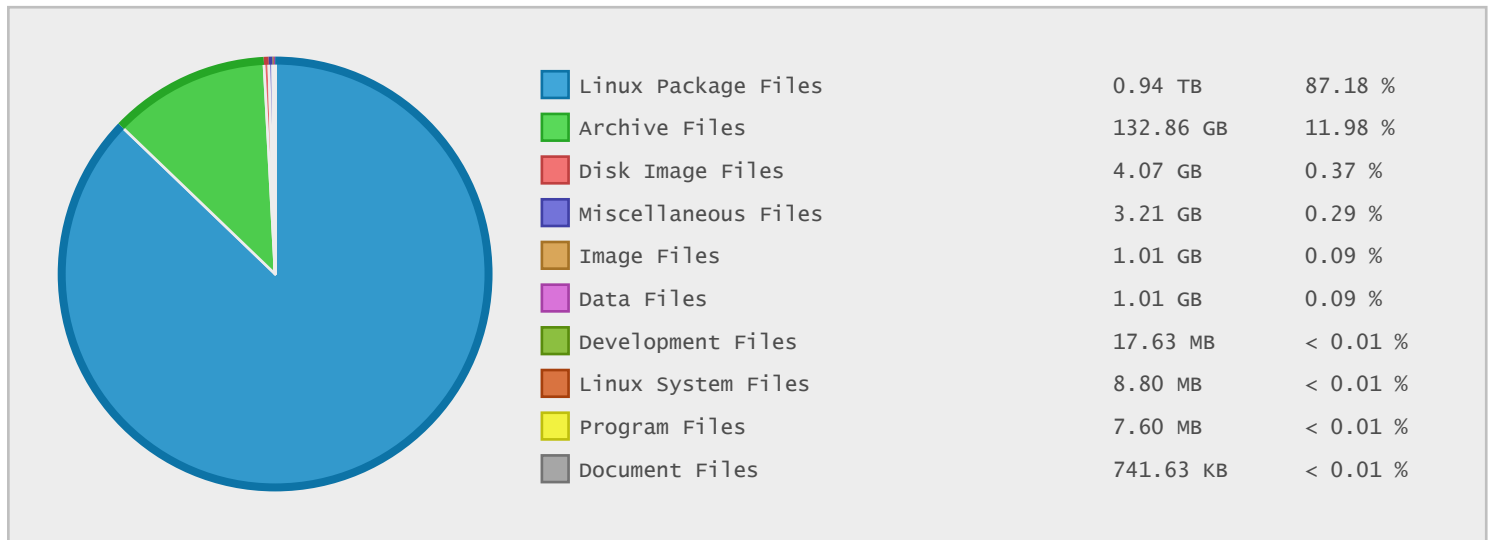 Linux Package Files 0.94 TB 87.18 %
Archive Files 132.86 GB 11.98 %
Disk Image Files 4.07 GB 0.37 %
Miscellaneous Files 3.21 GB 0.29 %
Image Files 1.01 GB 0.09 %
Data Files 1.01 GB 0.09 %
Development Files 17.63 MB < 0.01 %
Linux System Files 8.80 MB < 0.01 %
Program Files 7.60 MB < 0.01 %
Document Files 741.63 KB < 0.01 %